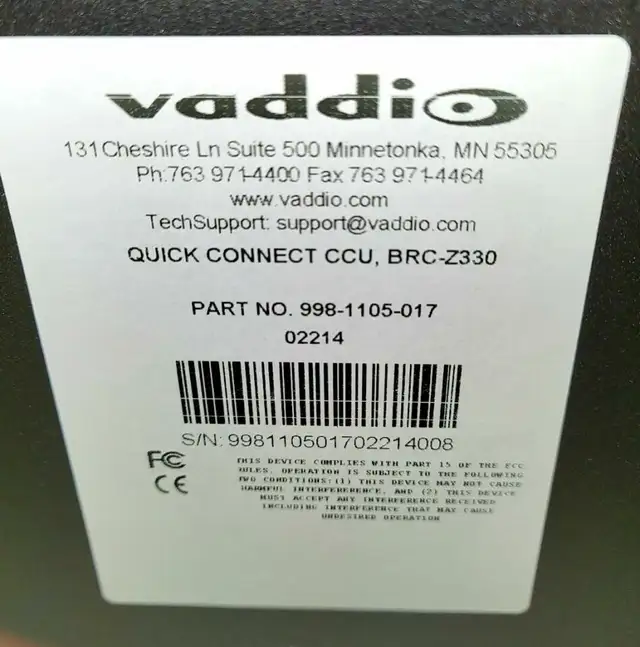 vaddio
131 Cheshire Ln Suite 500 Minnetonka, MN 55305
Ph:763 971-4400 Fax 763 971-4464
www.vaddio.com
TechSupport: support@vaddio.com
QUICK CONNECT CCU, BRC-Z330
PART NO. 998-1105-017
02214
S/N: 998110501702214008
FC
CE
THIS DEVICE COMPLIES WITH PART 15 OF THE FCC
RULES. OPERATION IS SUBJECT TO THE FOLLOWING
TWO CONDITIONS:(1) THIS DEVICE MAY NOT CAUSE
HARMFUL INTERFERENCE, AND (2) THIS DEVICE
MUST ACCEPT ANY INTERFERENCE RECEIVED
INCLUDING INTERFERENCE THAT MAY CAUSE
UNDESIRED OPERATION